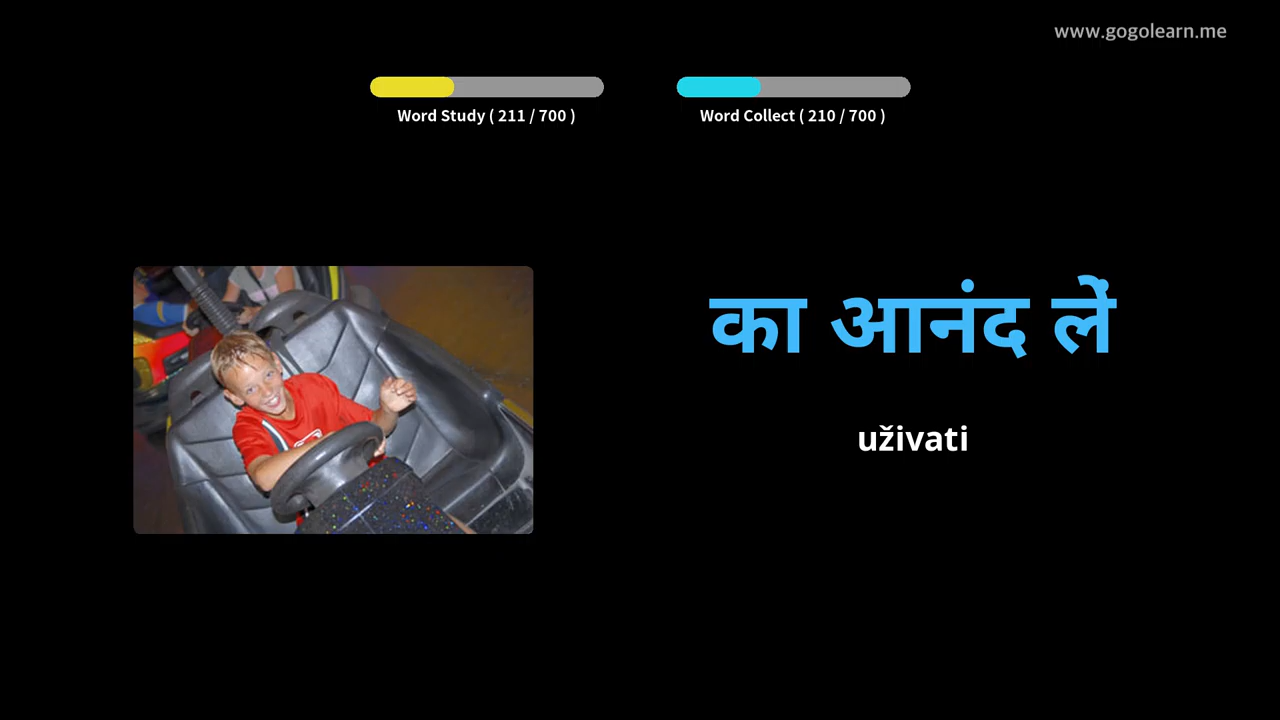 www.gogolearn.me
Word Study ( 211 / 700 )
Word Collect ( 210 / 700 )
का आनंद लें
uživati